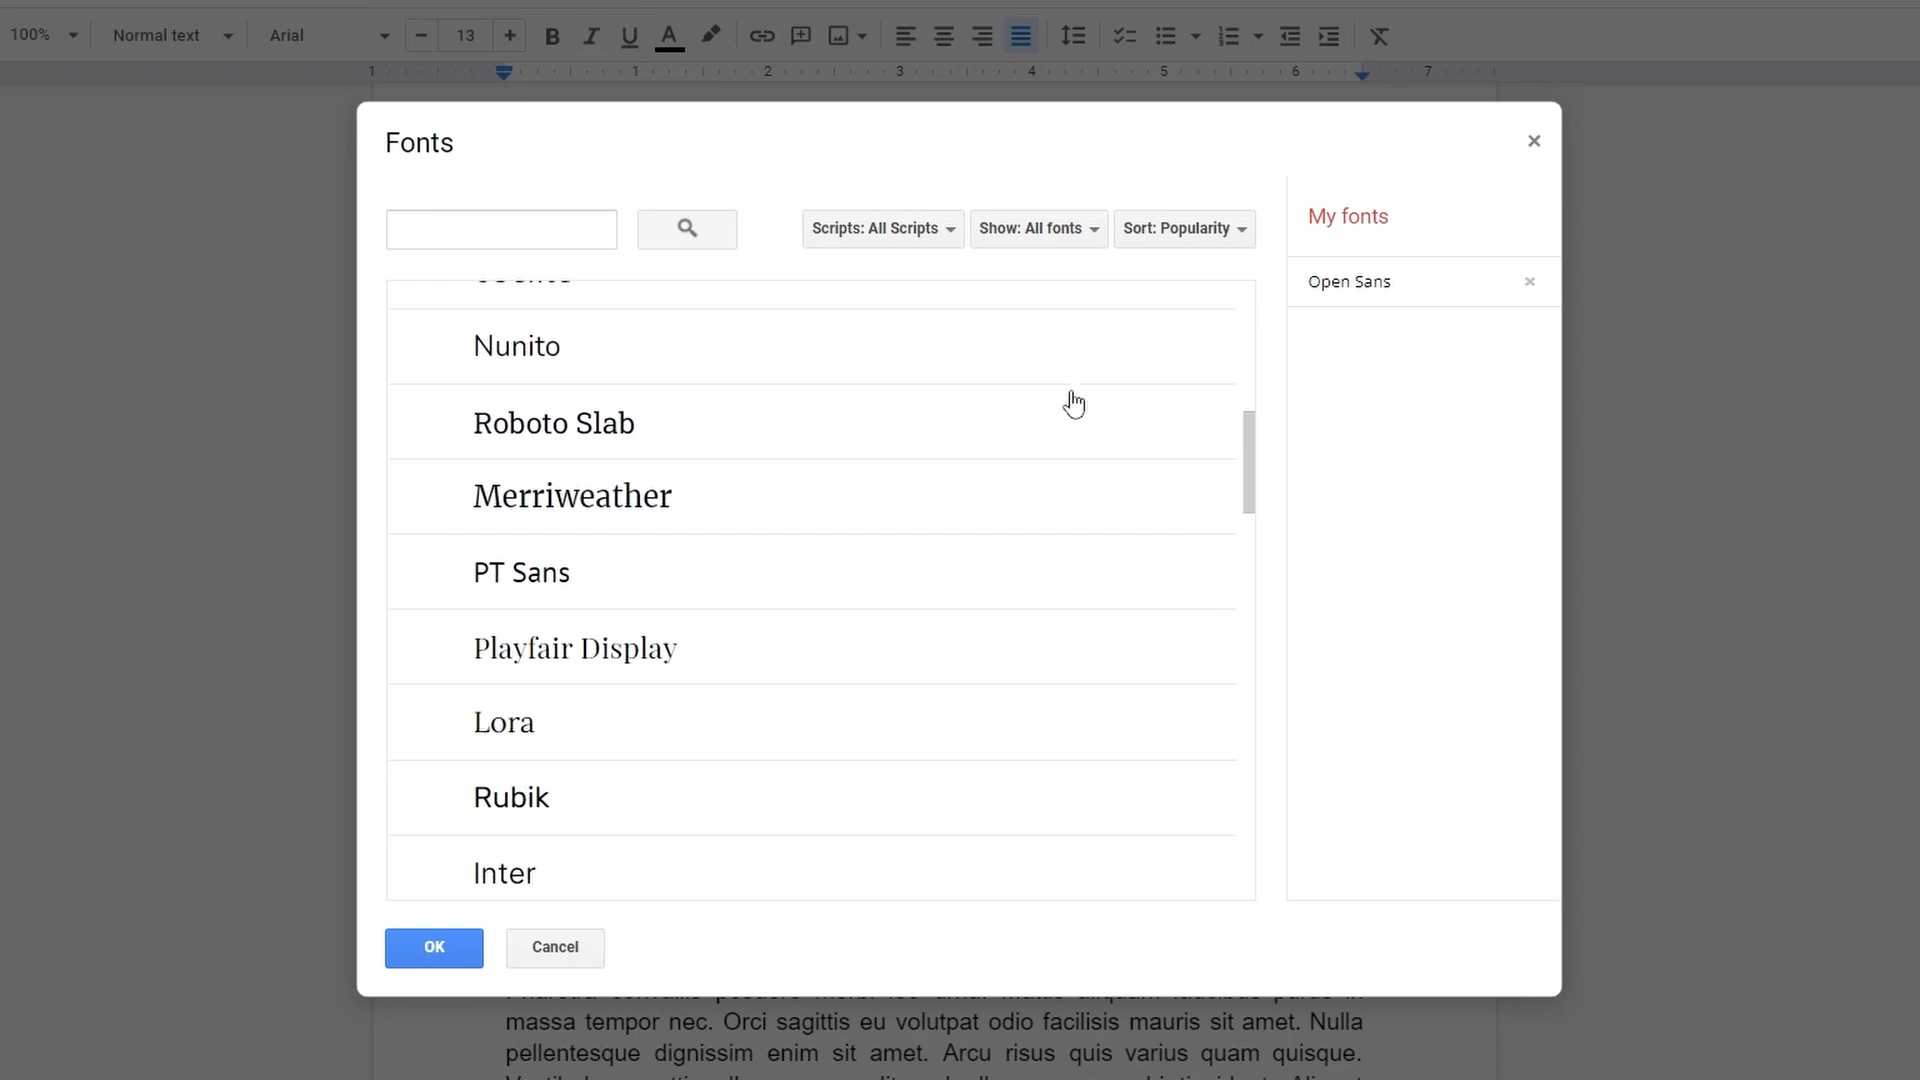 100% Normal text Arial - 13 + B I U A
1 1 2 3 4 5 6 7
Fonts
Scripts: All Scripts Show: All fonts Sort: Popularity
My fonts
Open Sans
Nunito
Roboto Slab
Merriweather
PT Sans
Playfair Display
Lora
Rubik
Inter
OK Cancel
massa tempor nec. Orci sagittis eu volutpat odio facilisis mauris sit amet. Nulla
pellentesque dignissim enim sit amet. Arcu risus quis varius quam quisque.